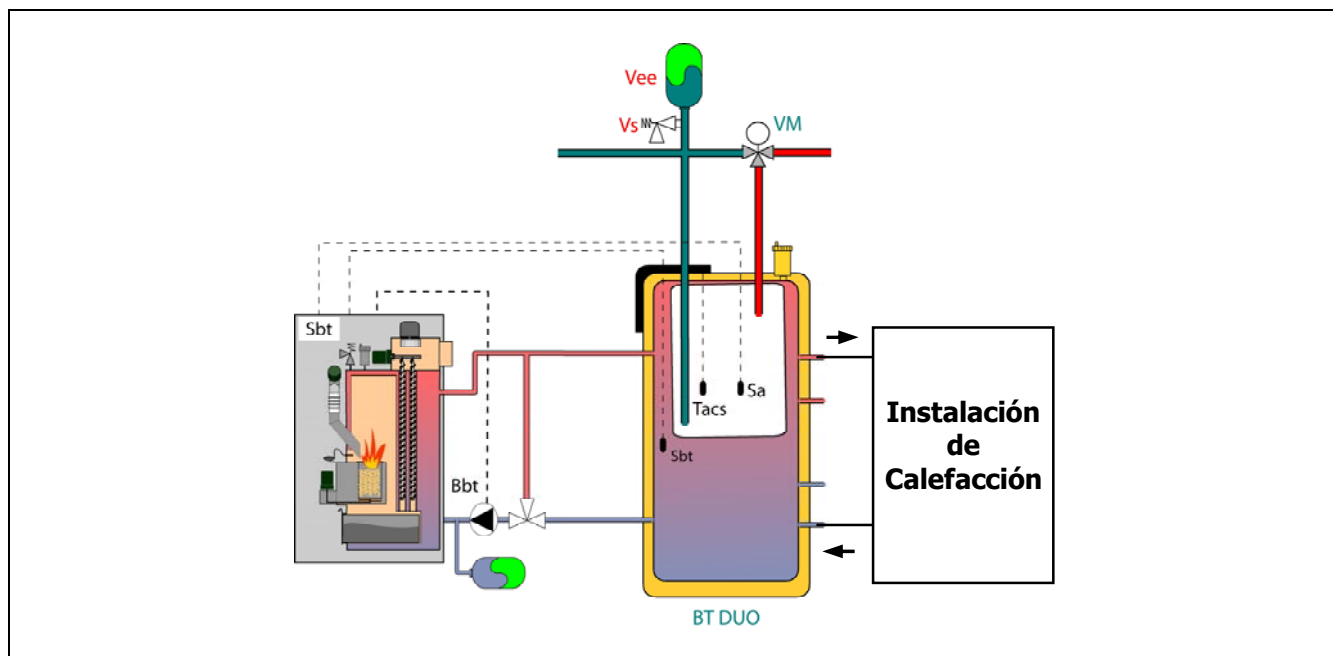 Vee
Vs
VM
Sbt
Tacs
Sa
Sbt
Bbt
Instalación
de
Calefacción
BT DUO